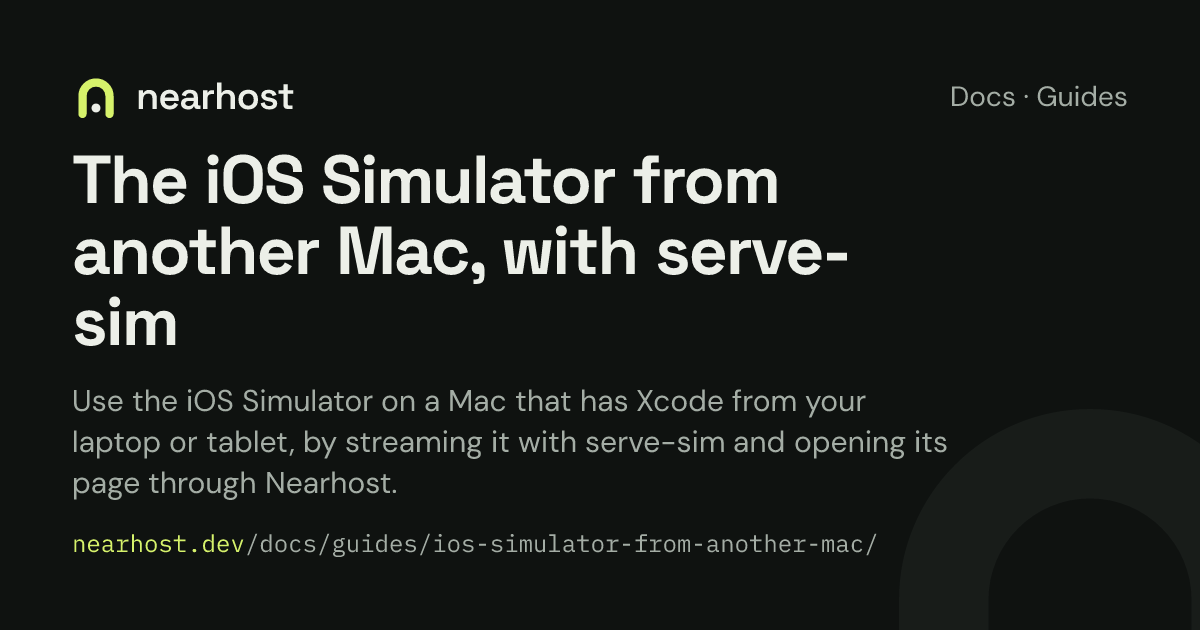 nearhost
Docs · Guides
The iOS Simulator from
another Mac, with serve-
sim
Use the iOS Simulator on a Mac that has Xcode from your
laptop or tablet, by streaming it with serve-sim and opening its
page through Nearhost.
nearhost.dev/docs/guides/ios-simulator-from-another-mac/